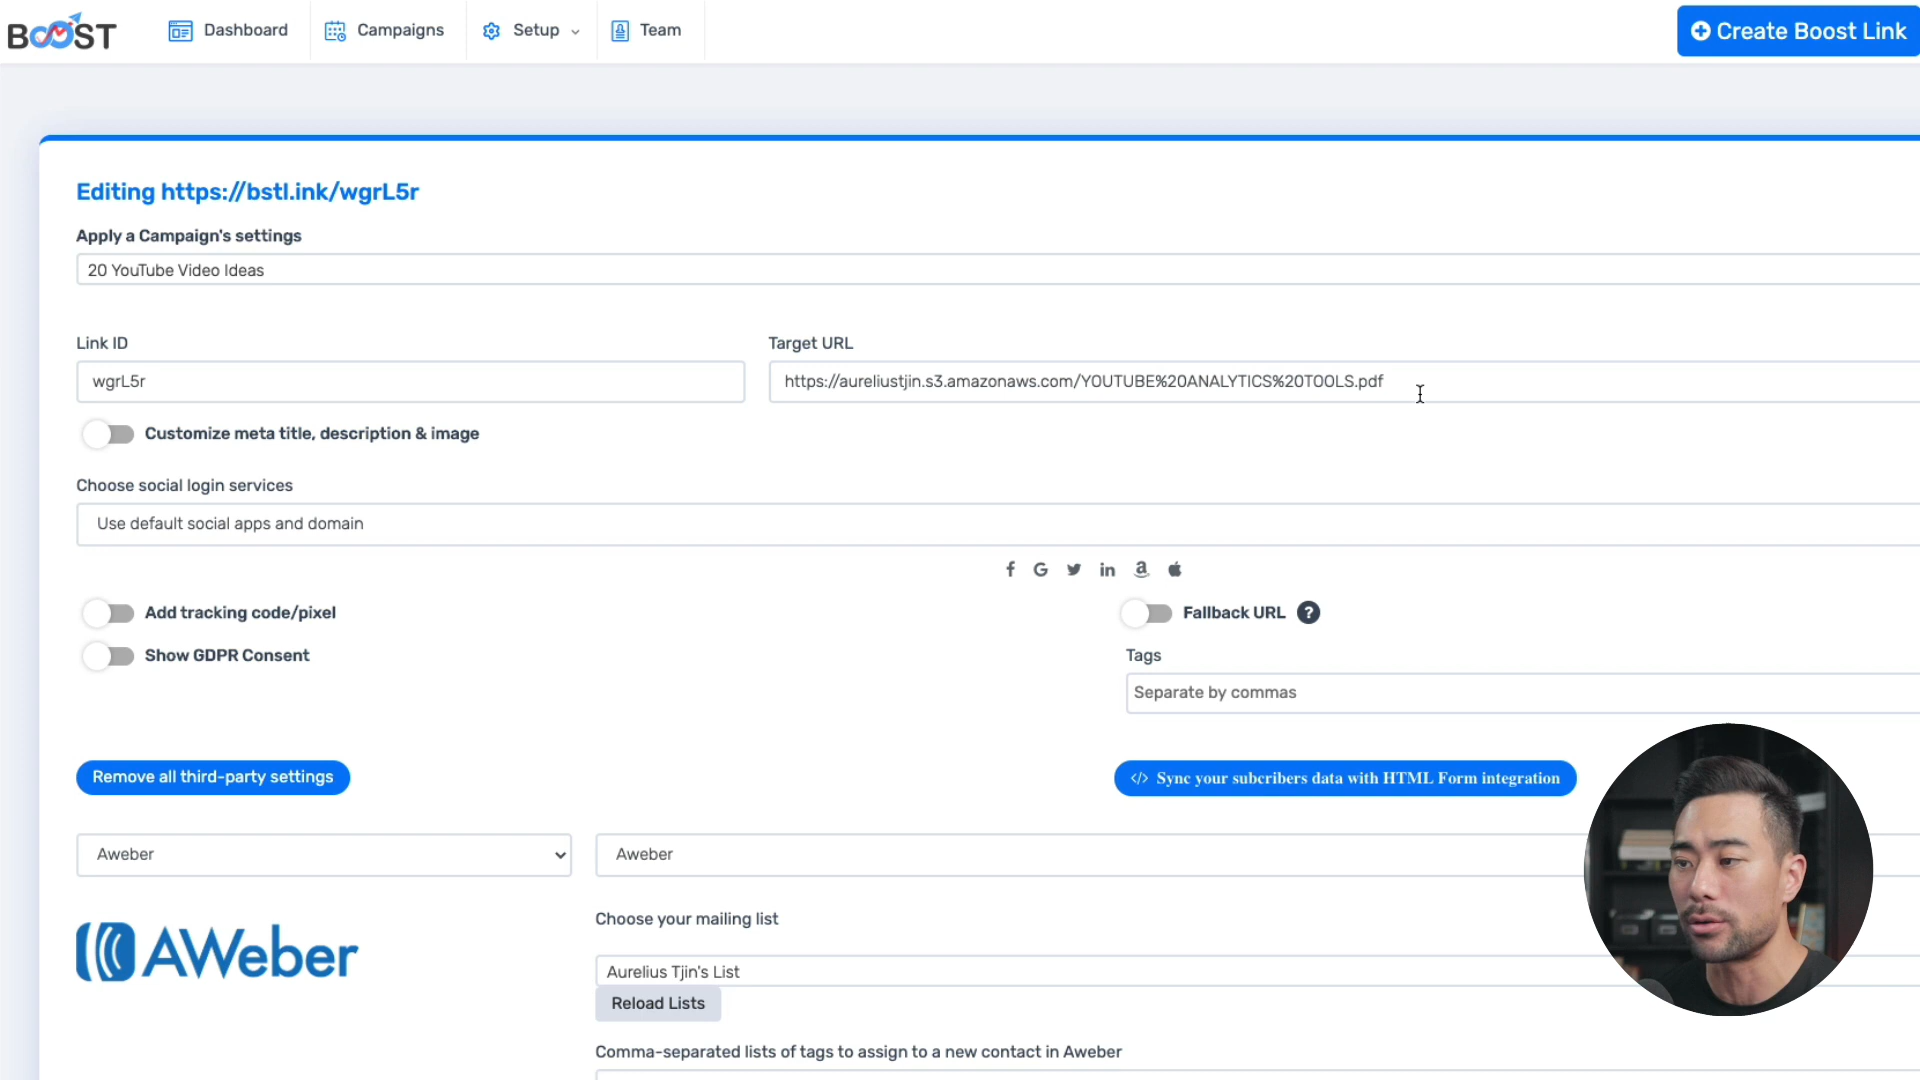 BOOST
Dashboard
Campaigns
Setup
Team
Create Boost Link
Editing https://bstl.ink/wgrL5r
Apply a Campaign's settings
20 YouTube Video Ideas
Link ID
Target URL
wgrL5r
https://aureliustjin.s3.amazonaws.com/YOUTUBE%20ANALYTICS%20TOOLS.pdf
Customize meta title, description & image
Choose social login services
Use default social apps and domain
Add tracking code/pixel
Fallback URL ?
Show GDPR Consent
Tags
Separate by commas
Remove all third-party settings
</> Sync your subcribers data with HTML Form integration
Aweber
Aweber
Choose your mailing list
AWeber
Aurelius Tjin's List
Reload Lists
Comma-separated lists of tags to assign to a new contact in Aweber